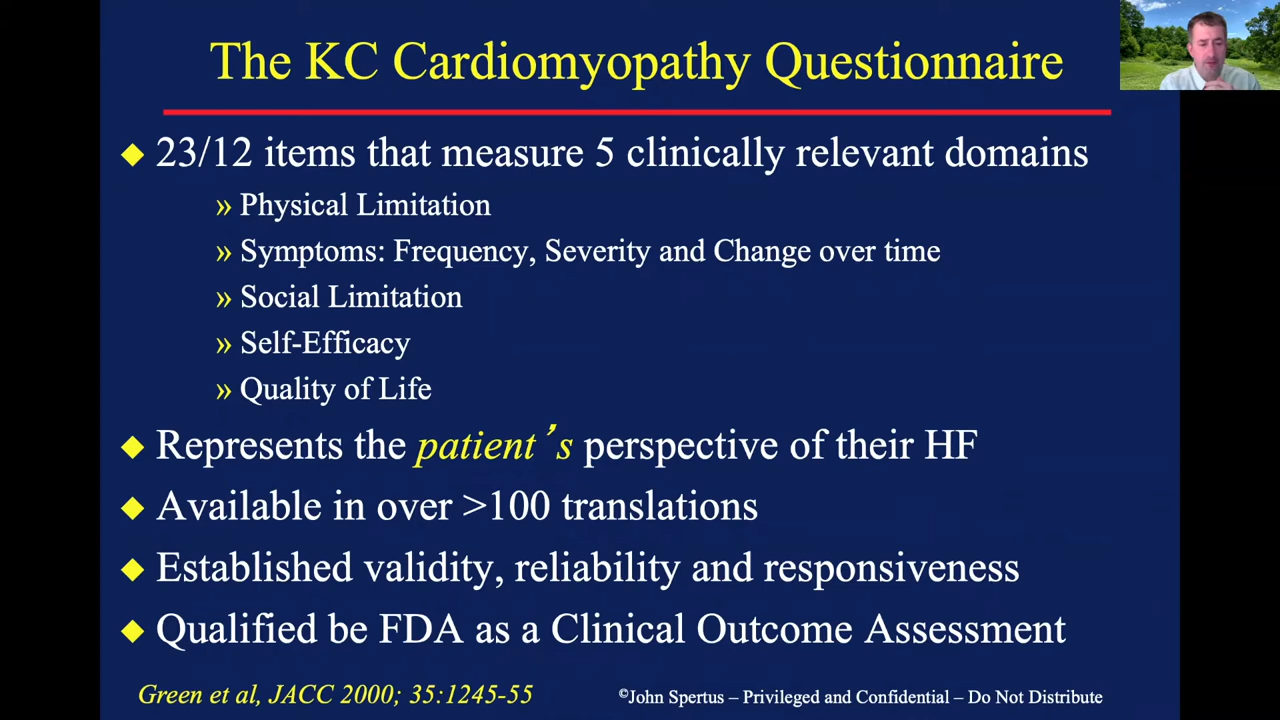 The KC Cardiomyopathy Questionnaire
◆ 23/12 items that measure 5 clinically relevant domains
» Physical Limitation
» Symptoms: Frequency, Severity and Change over time
» Social Limitation
» Self-Efficacy
» Quality of Life
◆ Represents the patient's perspective of their HF
◆ Available in over >100 translations
◆ Established validity, reliability and responsiveness
◆ Qualified be FDA as a Clinical Outcome Assessment
Green et al, JACC 2000; 35:1245-55
©John Spertus – Privileged and Confidential – Do Not Distribute